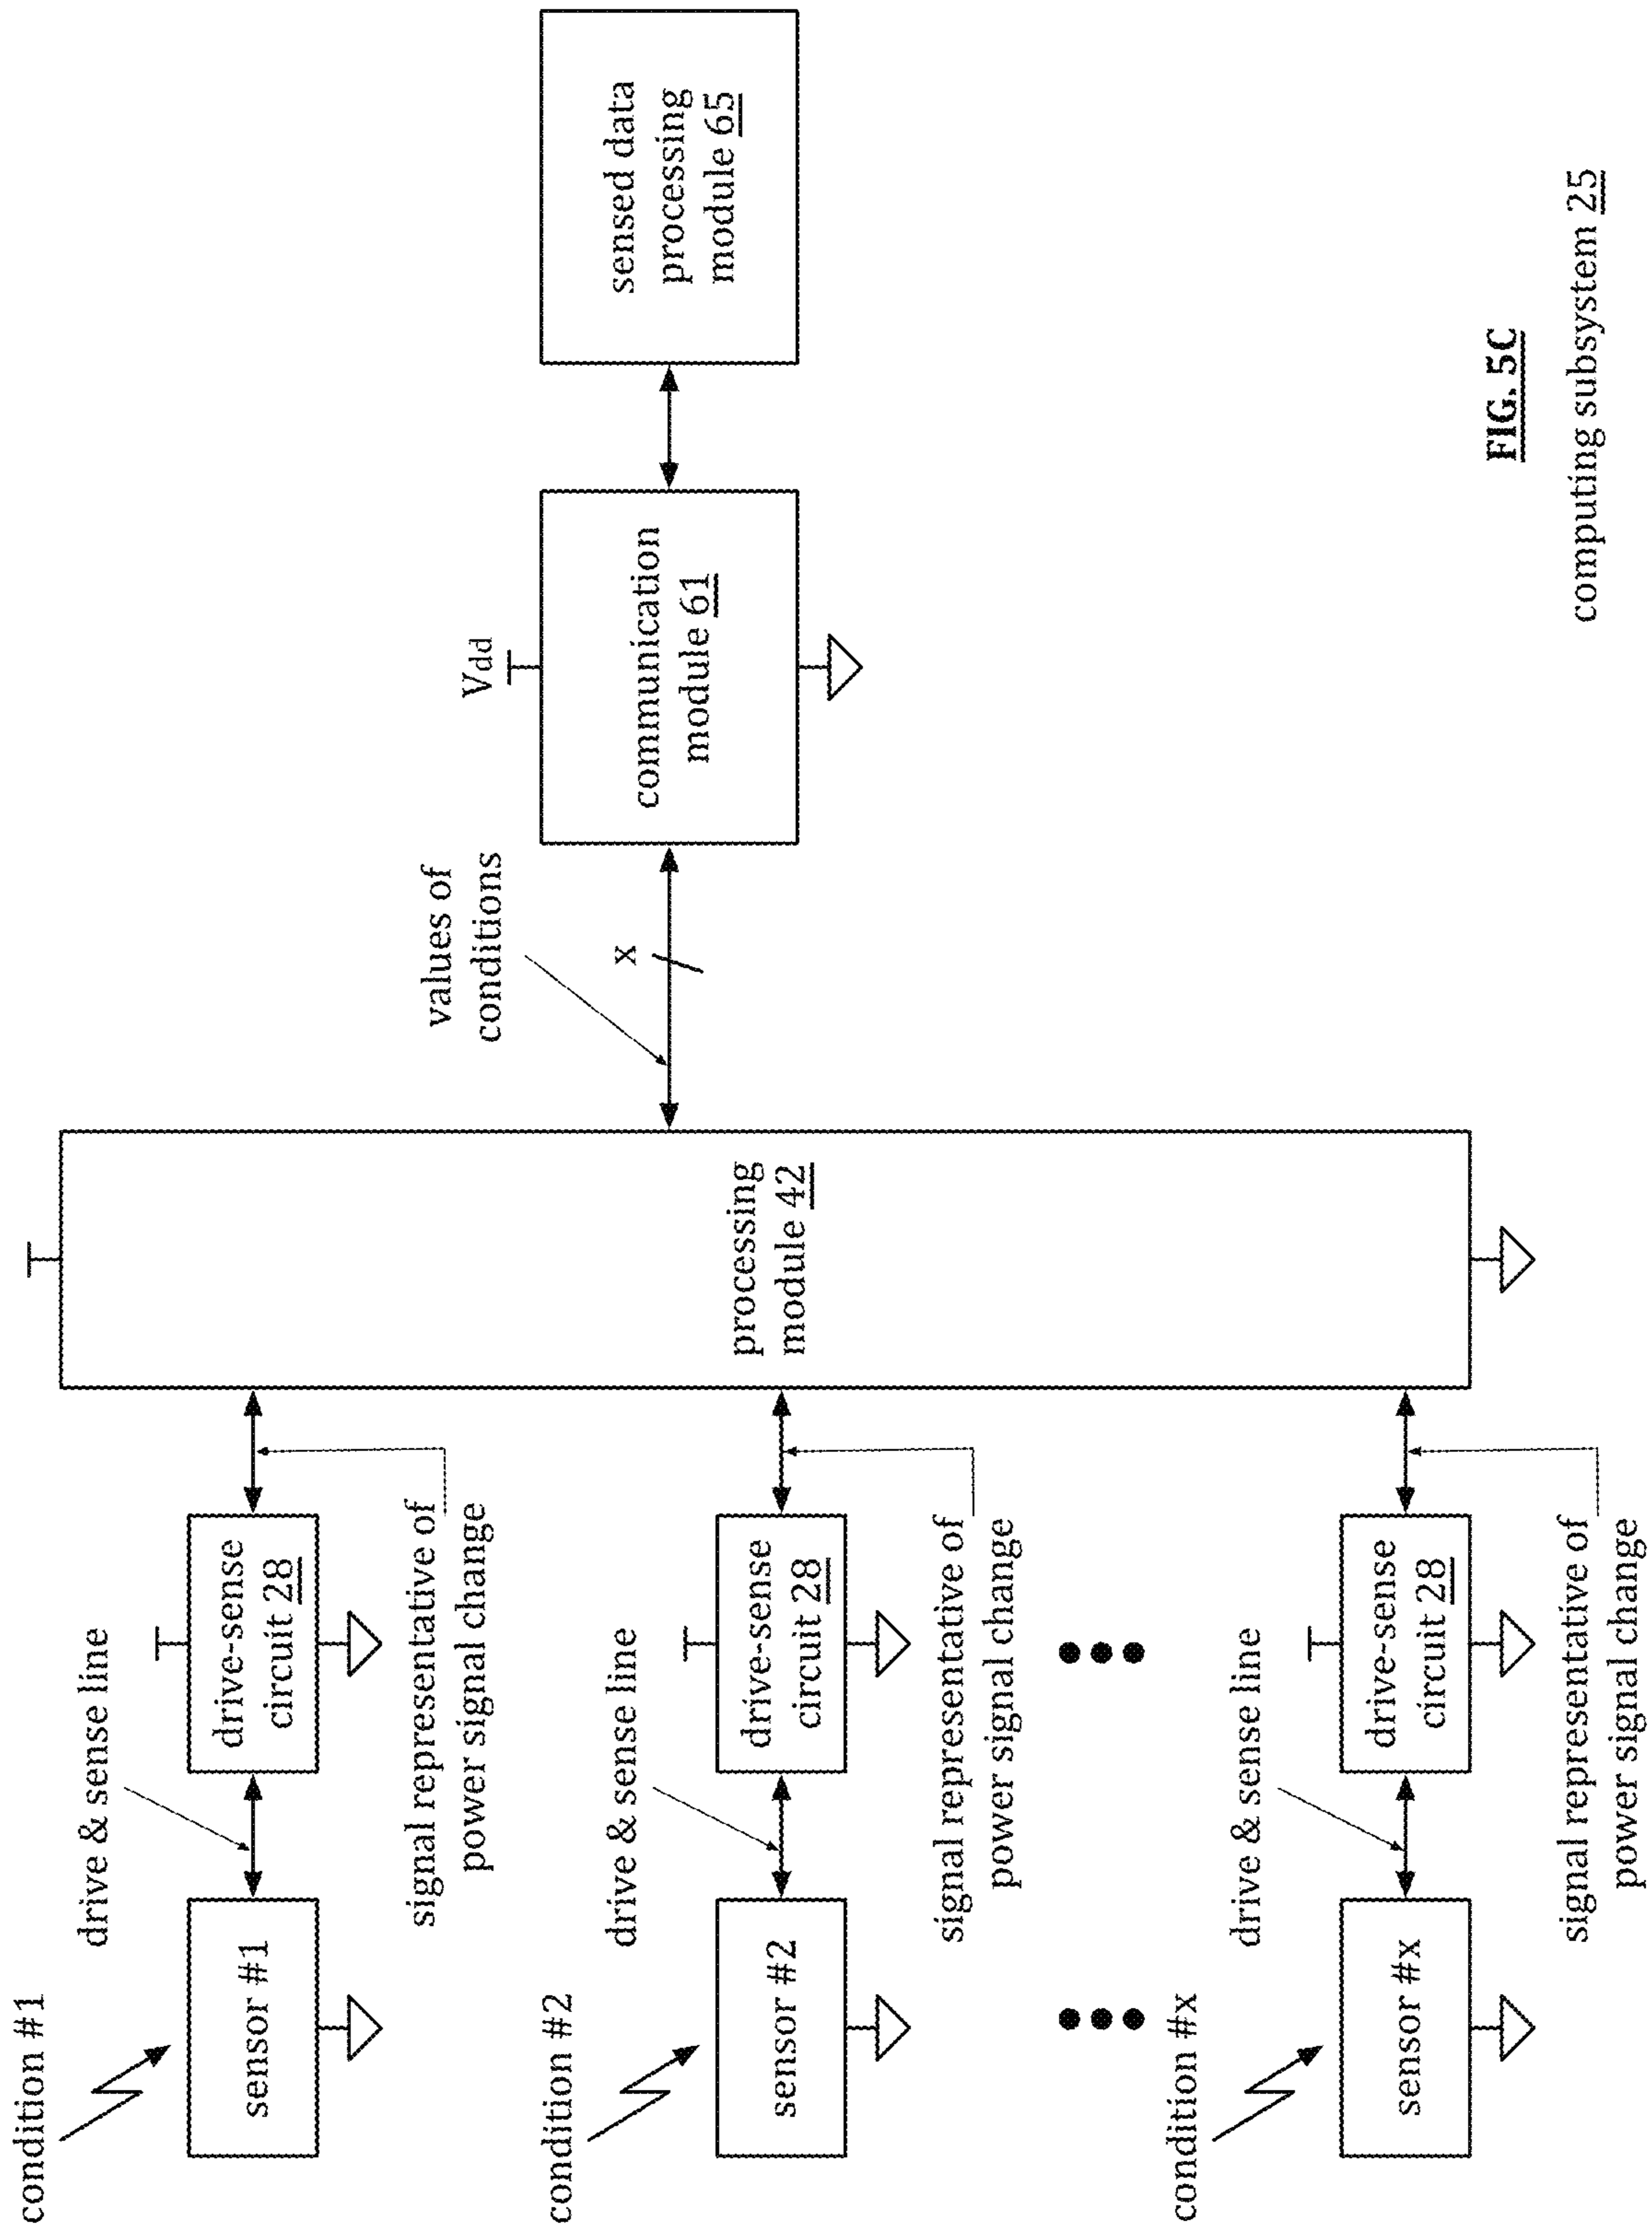 condition #1
sensor #1
drive & sense line
drive-sense
circuit 28
signal representative of
power signal change
condition #2
sensor #2
drive & sense line
drive-sense
circuit 28
signal representative of
power signal change
condition #x
sensor #x
drive & sense line
drive-sense
circuit 28
signal representative of
power signal change
processing
module 42
values of
conditions
x
Vdd
communication
module 61
sensed data
processing
module 65
FIG. 5C
computing subsystem 25